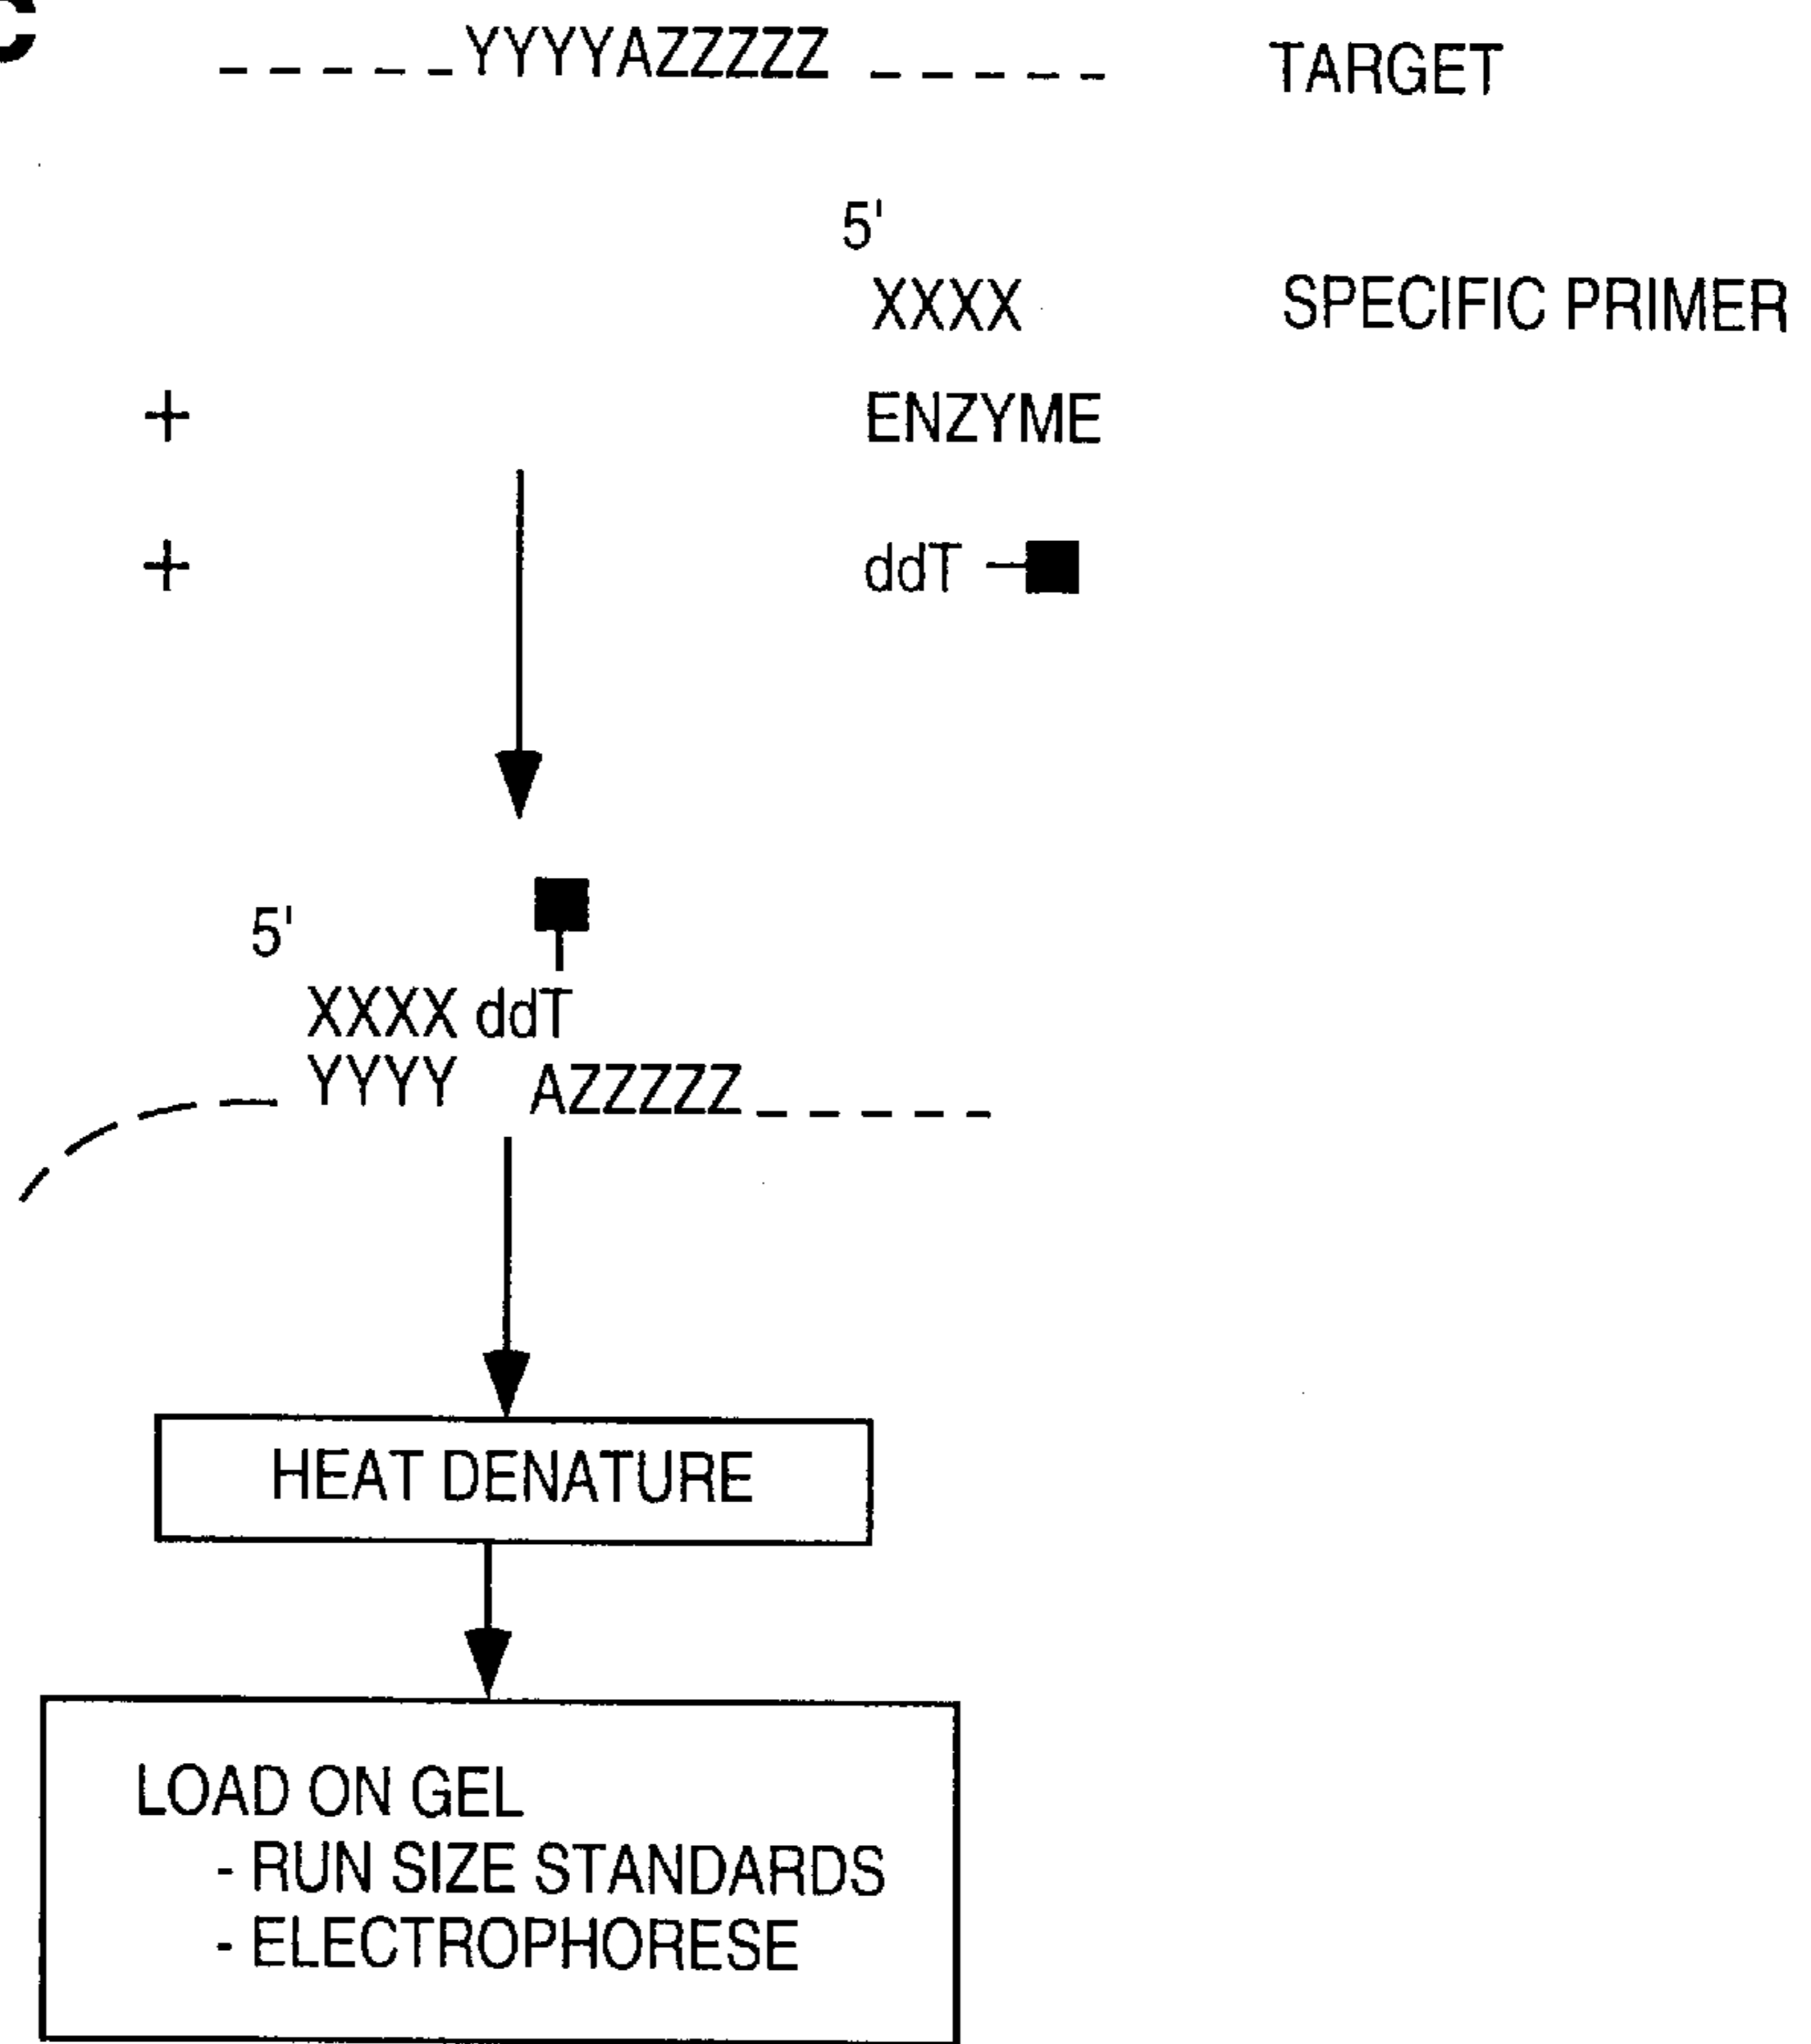 C
-----YYYYAZZZZZ ----- TARGET
5'
XXXX SPECIFIC PRIMER
+ ENZYME
+ ddT
5'
XXXX ddT
YYYY AZZZZZ-----
HEAT DENATURE
LOAD ON GEL
- RUN SIZE STANDARDS
- ELECTROPHORESE